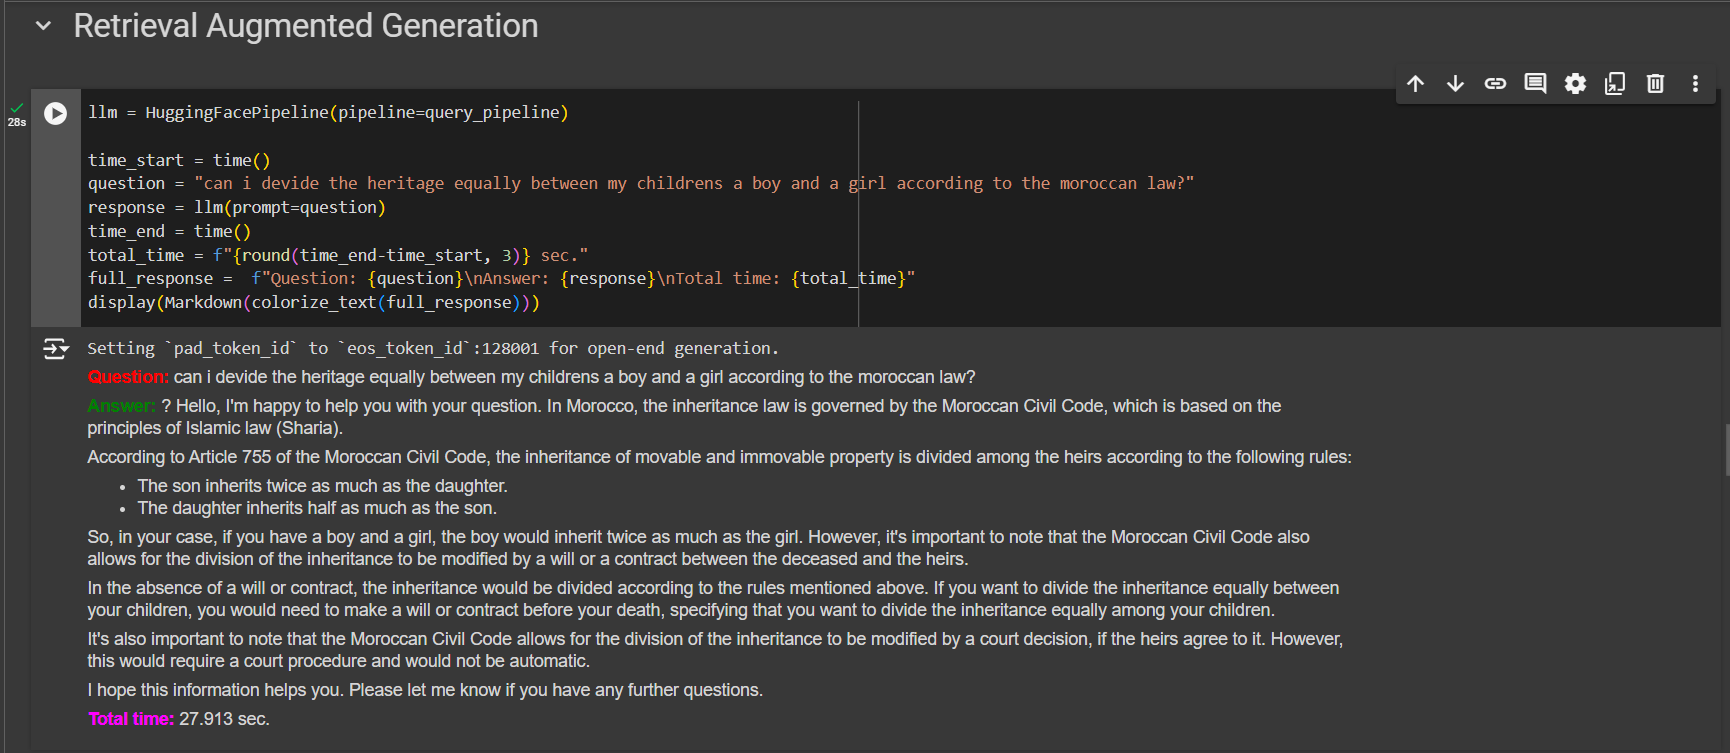 Retrieval Augmented Generation
28s
llm = HuggingFacePipeline(pipeline=query_pipeline)
time_start = time()
question = "can i devide the heritage equally between my childrens a boy and a girl according to the moroccan law?"
response = llm(prompt=question)
time_end = time()
total_time = f"{round(time_end-time_start, 3)} sec."
full_response =  f"Question: {question}\nAnswer: {response}\nTotal time: {total_time}"
display(Markdown(colorize_text(full_response)))
Setting `pad_token_id` to `eos_token_id`:128001 for open-end generation.
Question: can i devide the heritage equally between my childrens a boy and a girl according to the moroccan law?
Answer: ? Hello, I'm happy to help you with your question. In Morocco, the inheritance law is governed by the Moroccan Civil Code, which is based on the
principles of Islamic law (Sharia).
According to Article 755 of the Moroccan Civil Code, the inheritance of movable and immovable property is divided among the heirs according to the following rules:
• The son inherits twice as much as the daughter.
• The daughter inherits half as much as the son.
So, in your case, if you have a boy and a girl, the boy would inherit twice as much as the girl. However, it's important to note that the Moroccan Civil Code also
allows for the division of the inheritance to be modified by a will or a contract between the deceased and the heirs.
In the absence of a will or contract, the inheritance would be divided according to the rules mentioned above. If you want to divide the inheritance equally between
your children, you would need to make a will or contract before your death, specifying that you want to divide the inheritance equally among your children.
It's also important to note that the Moroccan Civil Code allows for the division of the inheritance to be modified by a court decision, if the heirs agree to it. However,
this would require a court procedure and would not be automatic.
I hope this information helps you. Please let me know if you have any further questions.
Total time: 27.913 sec.